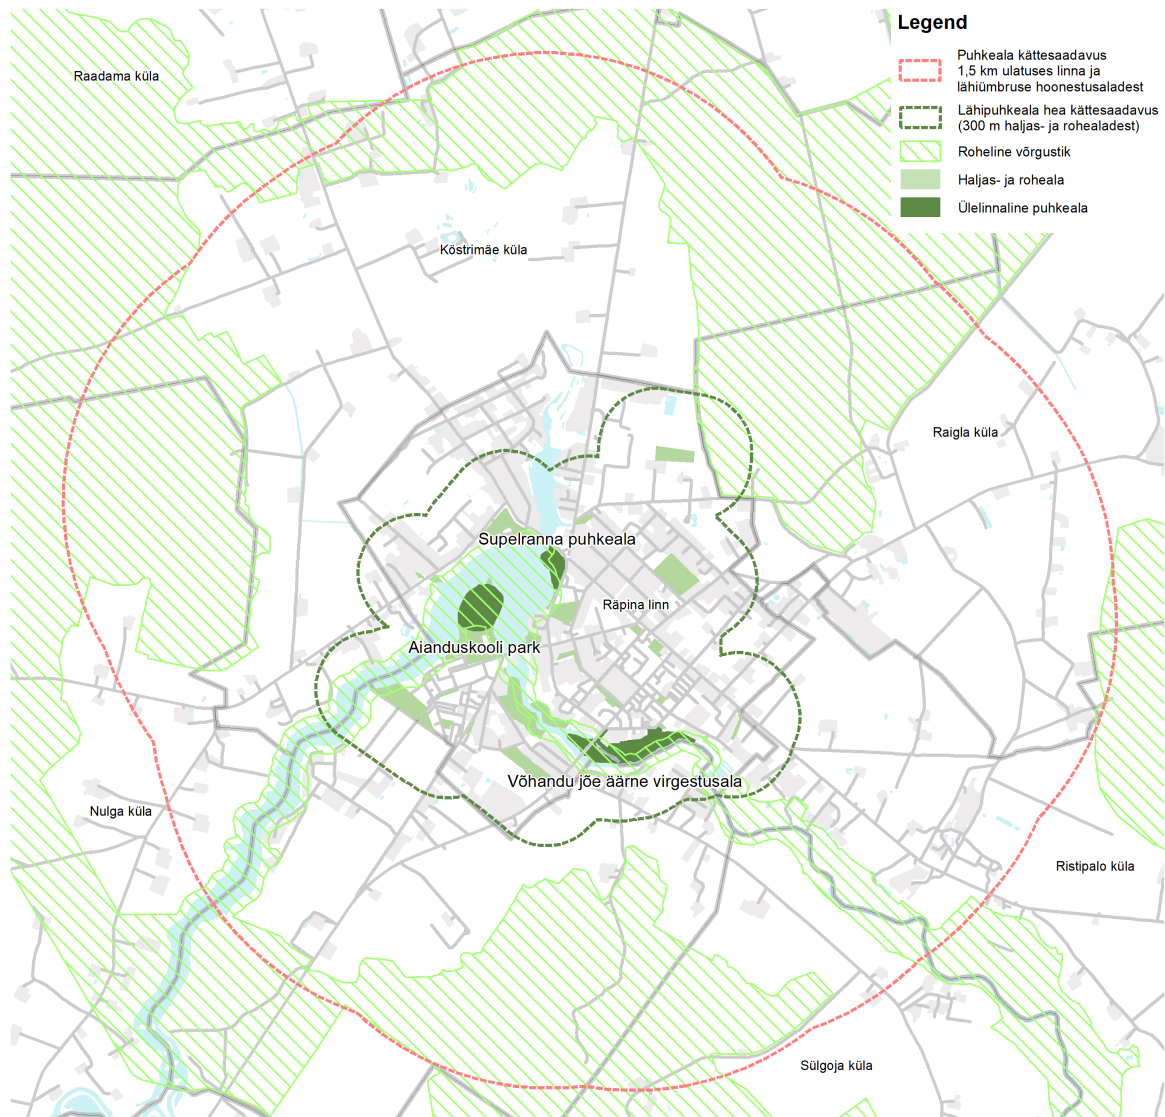 Legend
Puhkeala kättesaadavus
1,5 km ulatuses linna ja
lähiümbruse hoonestusaladest
Lähipuhkeala hea kättesaadavus
(300 m haljas- ja rohealadest)
Roheline võrgustik
Haljas- ja roheala
Ülelinnaline puhkeala
Raadama küla
Köstrimäe küla
Raigla küla
Supelranna puhkeala
Räpina linn
Aianduskooli park
Võhandu jõe äärne virgestusala
Nulga küla
Ristipalo küla
Sülgoja küla